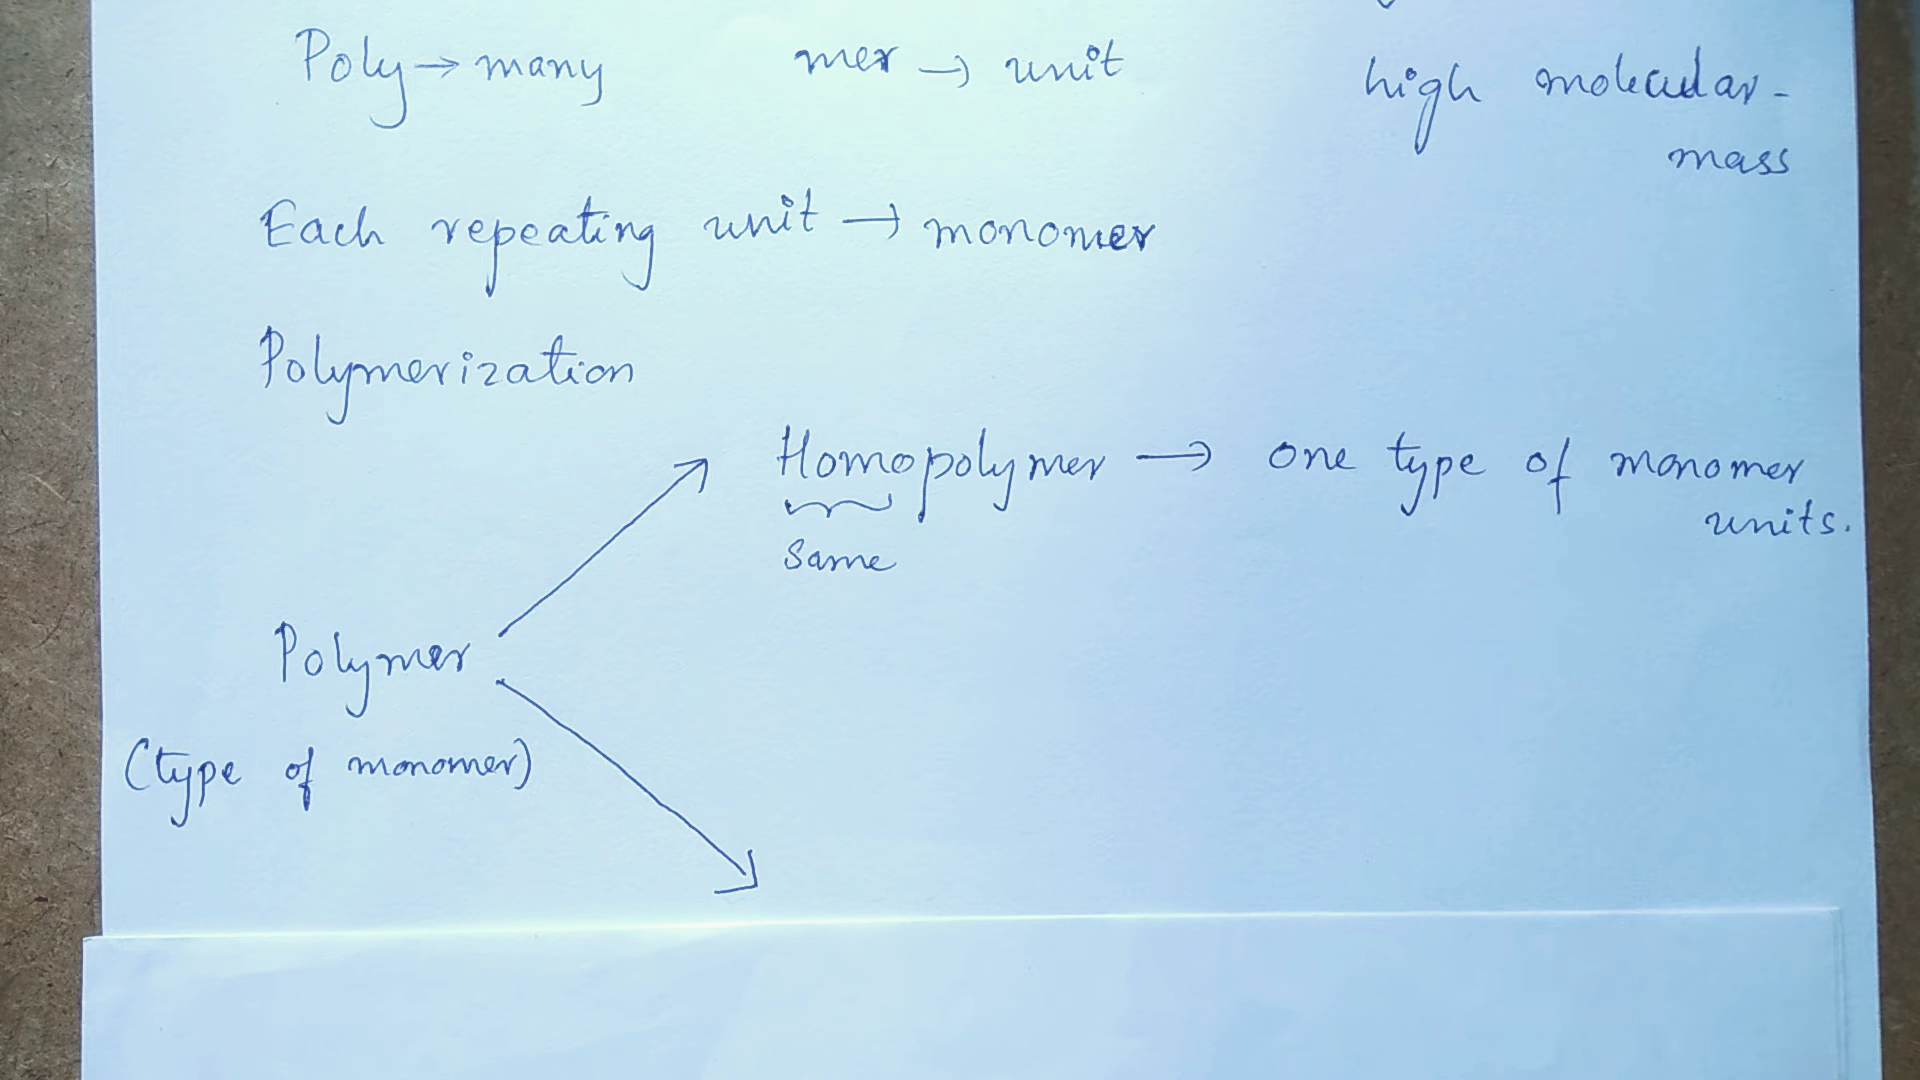 Poly → many mer → unit high molecular-
mass
Each repeating unit → monomer
Polymerization
Homopolymer → one type of monomer
units.
Same
Polymer
(type of monomer)